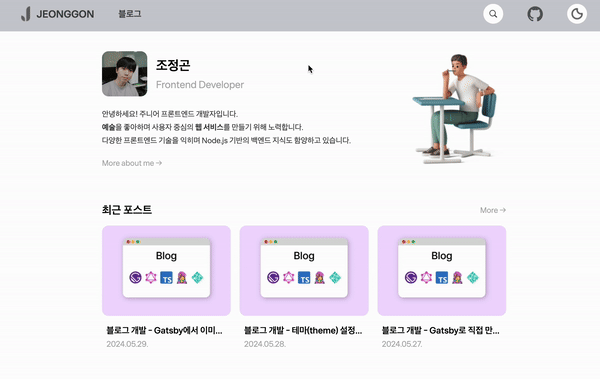 JEONGGON
블로그
조정곤
Frontend Developer
안녕하세요! 주니어 프론트엔드 개발자입니다.
예술을 좋아하며 사용자 중심의 웹 서비스를 만들기 위해 노력합니다.
다양한 프론트엔드 기술을 익히며 Node.js 기반의 백엔드 지식도 함양하고 있습니다.
More about me →
최근 포스트
More →
Blog
TS
Blog
TS
Blog
TS
블로그 개발 - Gatsby에서 이미...
2024.05.29.
블로그 개발 - 테마(theme) 설정...
2024.05.28.
블로그 개발 - Gatsby로 직접 만...
2024.05.27.